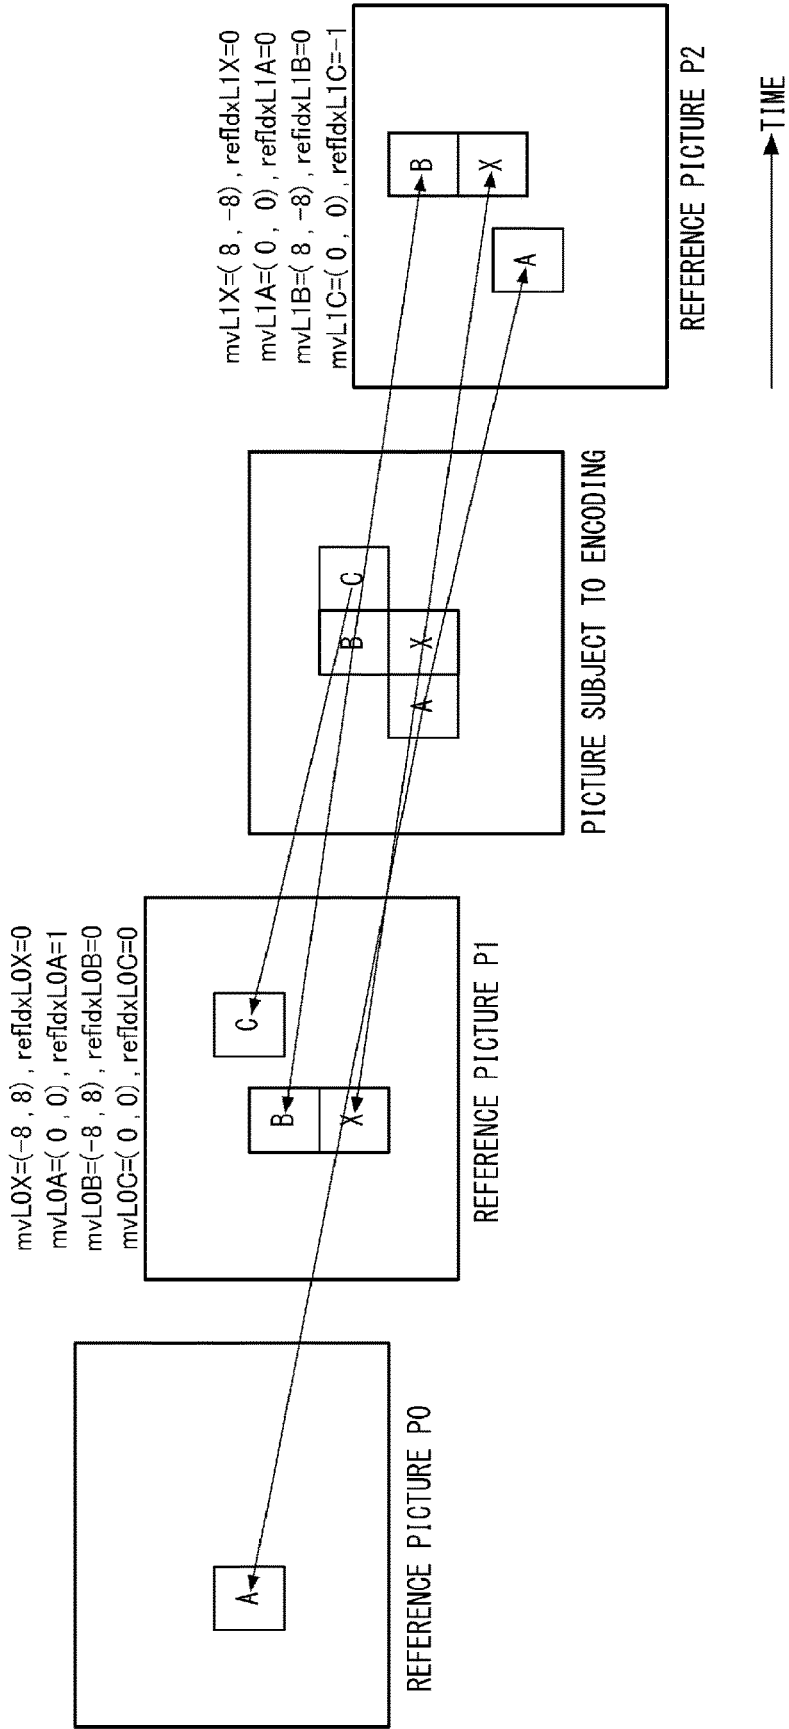 mvL0X=(-8 , 8), refIdxL0X=0
mvL0A=( 0 , 0), refIdxL0A=1
mvL0B=(-8 , 8), refidxL0B=0
mvL0C=( 0 , 0), refIdxL0C=0
mvL1X=( 8 , -8), refIdxL1X=0
mvL1A=( 0 , 0), refIdxL1A=0
mvL1B=( 8 , -8), refidxL1B=0
mvL1C=( 0 , 0), refIdxL1C=-1
A
REFERENCE PICTURE P0
C
B
X
REFERENCE PICTURE P1
B C
A X
PICTURE SUBJECT TO ENCODING
B
X
A
REFERENCE PICTURE P2
TIME